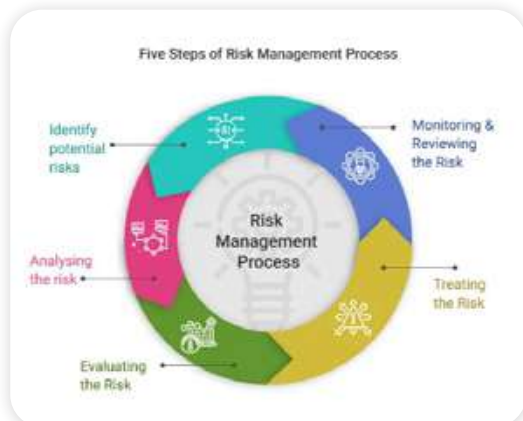 Five Steps of Risk Management Process
Identify
potential
risks
Monitoring &
Reviewing
the Risk
Risk
Management
Process
Analysing
the risk
Treating
the Risk
Evaluating
the Risk